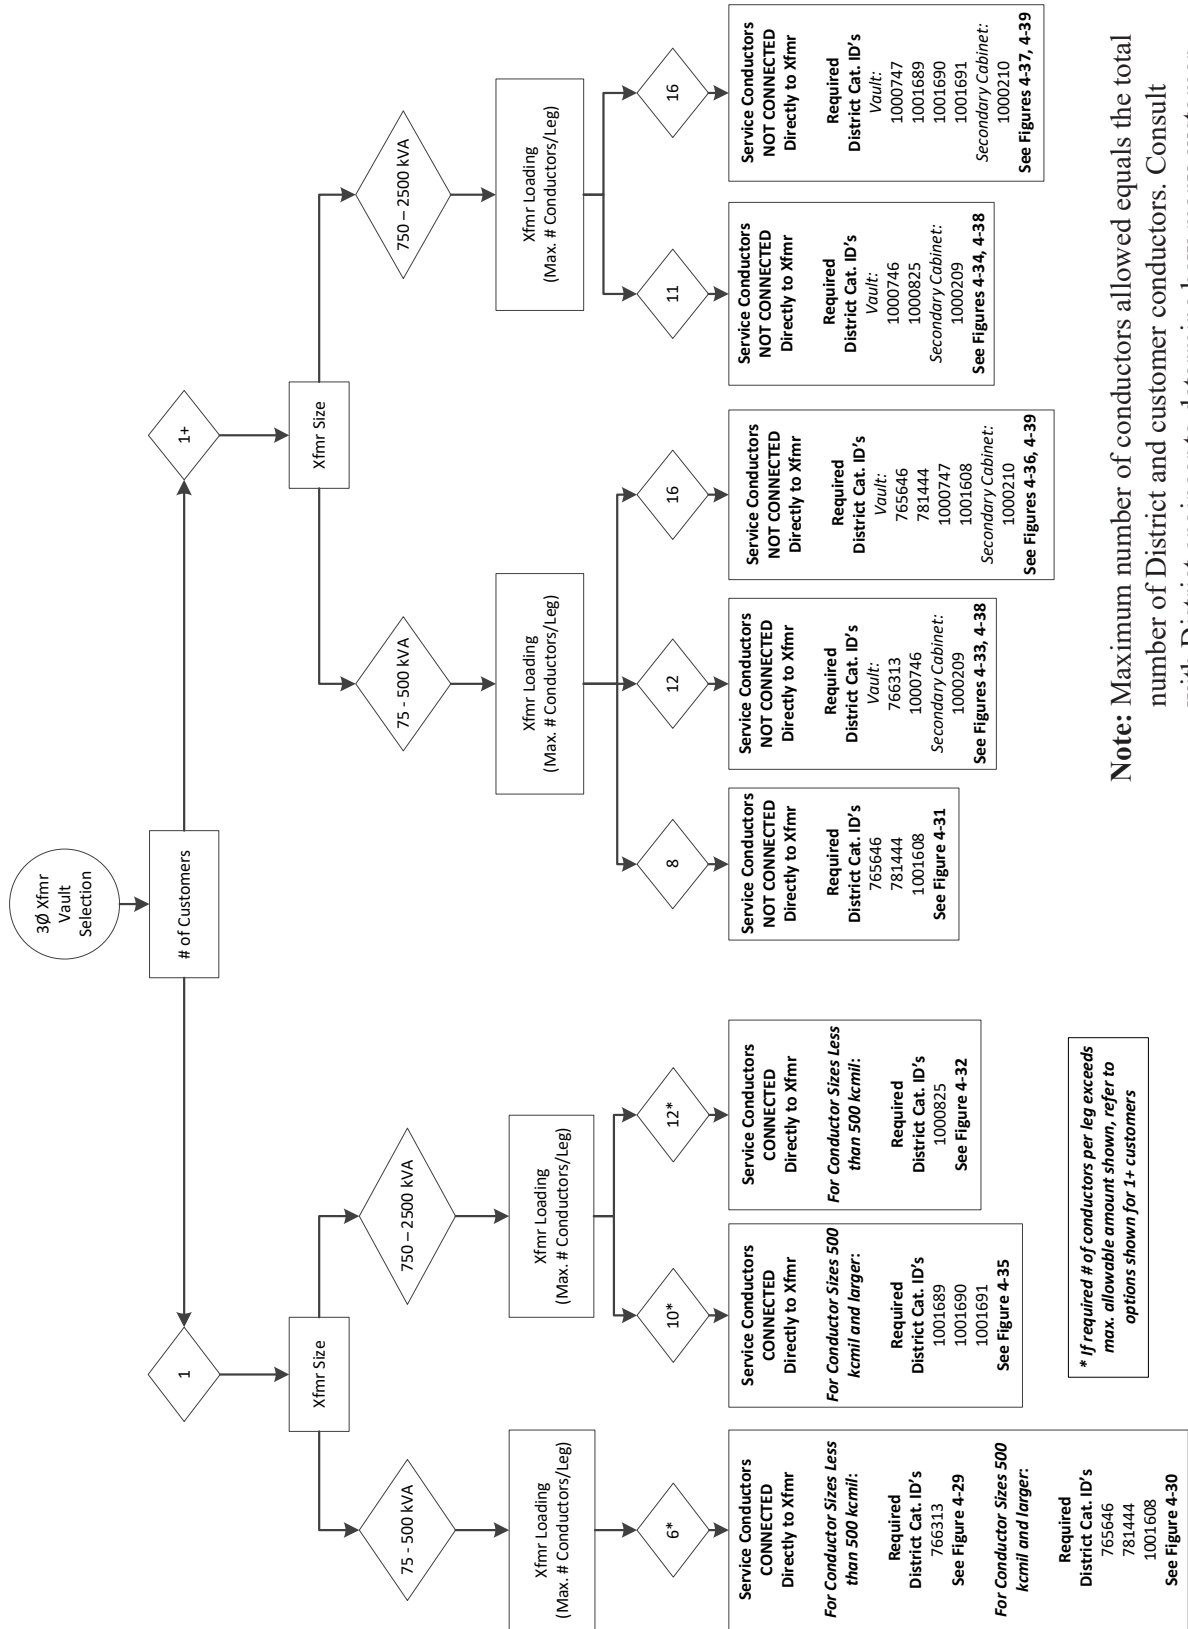 3Ø Xfmr
Vault
Selection
# of Customers
1
1+
Xfmr Size
Xfmr Size
75 - 500 kVA
750 – 2500 kVA
75 - 500 kVA
750 – 2500 kVA
Xfmr Loading
(Max. # Conductors/Leg)
Xfmr Loading
(Max. # Conductors/Leg)
Xfmr Loading
(Max. # Conductors/Leg)
Xfmr Loading
(Max. # Conductors/Leg)
6*
10*
12*
8
12
16
11
16
Service Conductors
CONNECTED
Directly to Xfmr
For Conductor Sizes Less
than 500 kcmil:
Required
District Cat. ID's
766313
See Figure 4-29
For Conductor Sizes 500
kcmil and larger:
Required
District Cat. ID's
765646
781444
1001608
See Figure 4-30
Service Conductors
CONNECTED
Directly to Xfmr
For Conductor Sizes 500
kcmil and larger:
Required
District Cat. ID's
1001689
1001690
1001691
See Figure 4-35
Service Conductors
CONNECTED
Directly to Xfmr
For Conductor Sizes Less
than 500 kcmil:
Required
District Cat. ID's
1000825
See Figure 4-32
Service Conductors
NOT CONNECTED
Directly to Xfmr
Required
District Cat. ID's
765646
781444
1001608
See Figure 4-31
Service Conductors
NOT CONNECTED
Directly to Xfmr
Required
District Cat. ID's
Vault:
766313
1000746
Secondary Cabinet:
1000209
See Figures 4-33, 4-38
Service Conductors
NOT CONNECTED
Directly to Xfmr
Required
District Cat. ID's
Vault:
765646
781444
1000747
1001608
Secondary Cabinet:
1000210
See Figures 4-36, 4-39
Service Conductors
NOT CONNECTED
Directly to Xfmr
Required
District Cat. ID's
Vault:
1000746
1000825
Secondary Cabinet:
1000209
See Figures 4-34, 4-38
Service Conductors
NOT CONNECTED
Directly to Xfmr
Required
District Cat. ID's
Vault:
1000747
1001689
1001690
1001691
Secondary Cabinet:
1000210
See Figures 4-37, 4-39
* If required # of conductors per leg exceeds
max. allowable amount shown, refer to
options shown for 1+ customers
Note: Maximum number of conductors allowed equals the total
number of District and customer conductors. Consult
with District engineer to determine how many customer